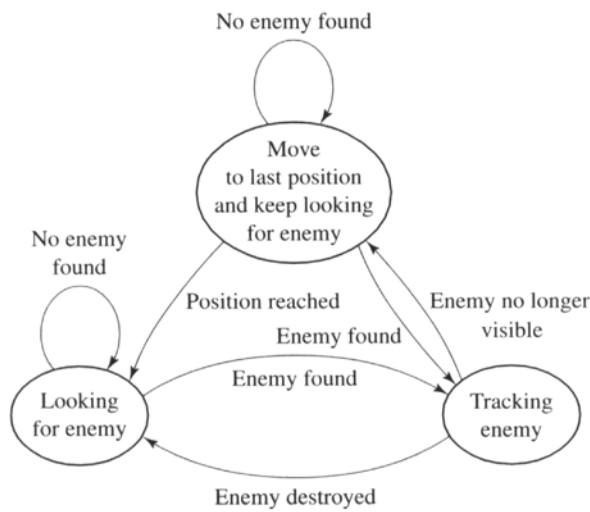 No enemy found
Move
to last position
and keep looking
for enemy
No enemy
found
Position reached
Enemy no longer
visible
Enemy found
Enemy found
Looking
for enemy
Tracking
enemy
Enemy destroyed